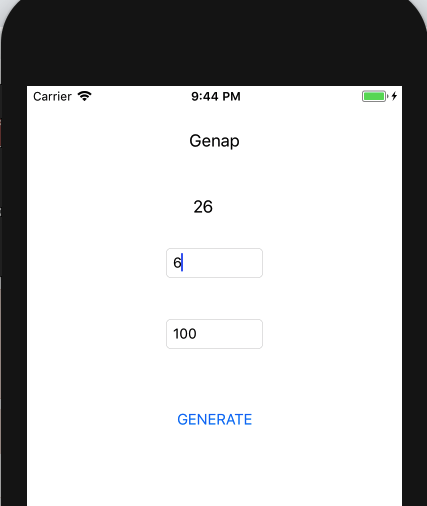 Carrier 9:44 PM
Genap
26
6
100
GENERATE